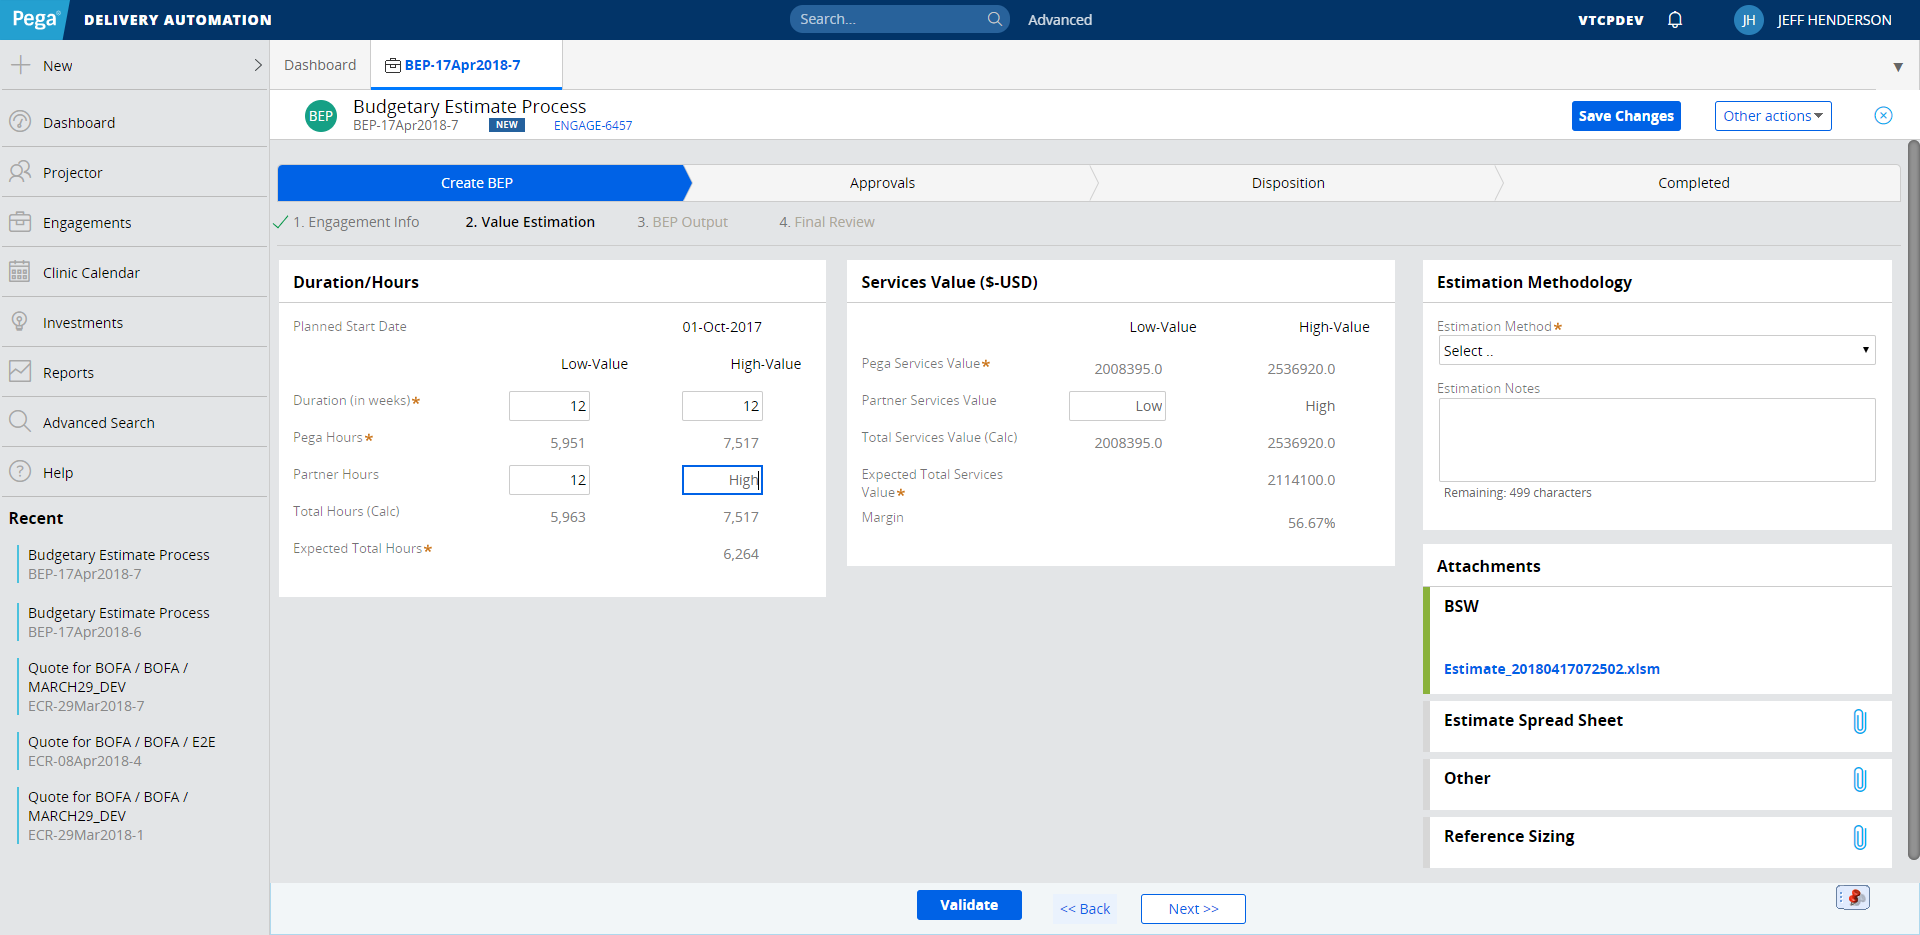 Pega DELIVERY AUTOMATION
Search...
Advanced
VTCPDEV
JH JEFF HENDERSON
New
Dashboard
Projector
Engagements
Clinic Calendar
Investments
Reports
Advanced Search
Help
Recent
Budgetary Estimate Process
BEP-17Apr2018-7
Budgetary Estimate Process
BEP-17Apr2018-6
Quote for BOFA / BOFA /
MARCH29_DEV
ECR-29Mar2018-7
Quote for BOFA / BOFA / E2E
ECR-08Apr2018-4
Quote for BOFA / BOFA /
MARCH29_DEV
ECR-29Mar2018-1
Dashboard BEP-17Apr2018-7
BEP
Budgetary Estimate Process
BEP-17Apr2018-7 NEW ENGAGE-6457
Save Changes Other actions
Create BEP Approvals Disposition Completed
1. Engagement Info 2. Value Estimation 3. BEP Output 4. Final Review
Duration/Hours
Planned Start Date 01-Oct-2017
Low-Value High-Value
Duration (in weeks)* 12 12
Pega Hours* 5,951 7,517
Partner Hours 12 High
Total Hours (Calc) 5,963 7,517
Expected Total Hours* 6,264
Services Value ($-USD)
Low-Value High-Value
Pega Services Value* 2008395.0 2536920.0
Partner Services Value Low High
Total Services Value (Calc) 2008395.0 2536920.0
Expected Total Services
Value* 2114100.0
Margin 56.67%
Estimation Methodology
Estimation Method*
Select ..
Estimation Notes
Remaining: 499 characters
Attachments
BSW
Estimate_20180417072502.xlsm
Estimate Spread Sheet
Other
Reference Sizing
Validate << Back Next >>